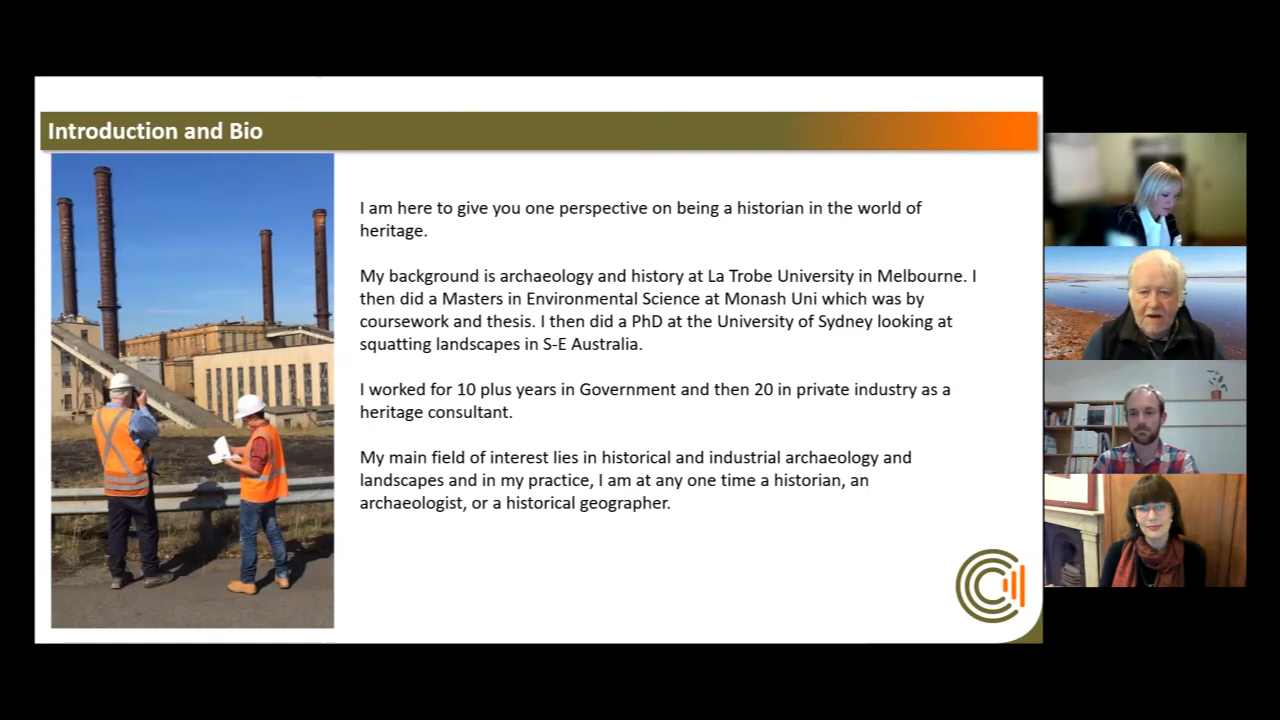 Introduction and Bio
I am here to give you one perspective on being a historian in the world of
heritage.
My background is archaeology and history at La Trobe University in Melbourne. I
then did a Masters in Environmental Science at Monash Uni which was by
coursework and thesis. I then did a PhD at the University of Sydney looking at
squatting landscapes in S-E Australia.
I worked for 10 plus years in Government and then 20 in private industry as a
heritage consultant.
My main field of interest lies in historical and industrial archaeology and
landscapes and in my practice, I am at any one time a historian, an
archaeologist, or a historical geographer.